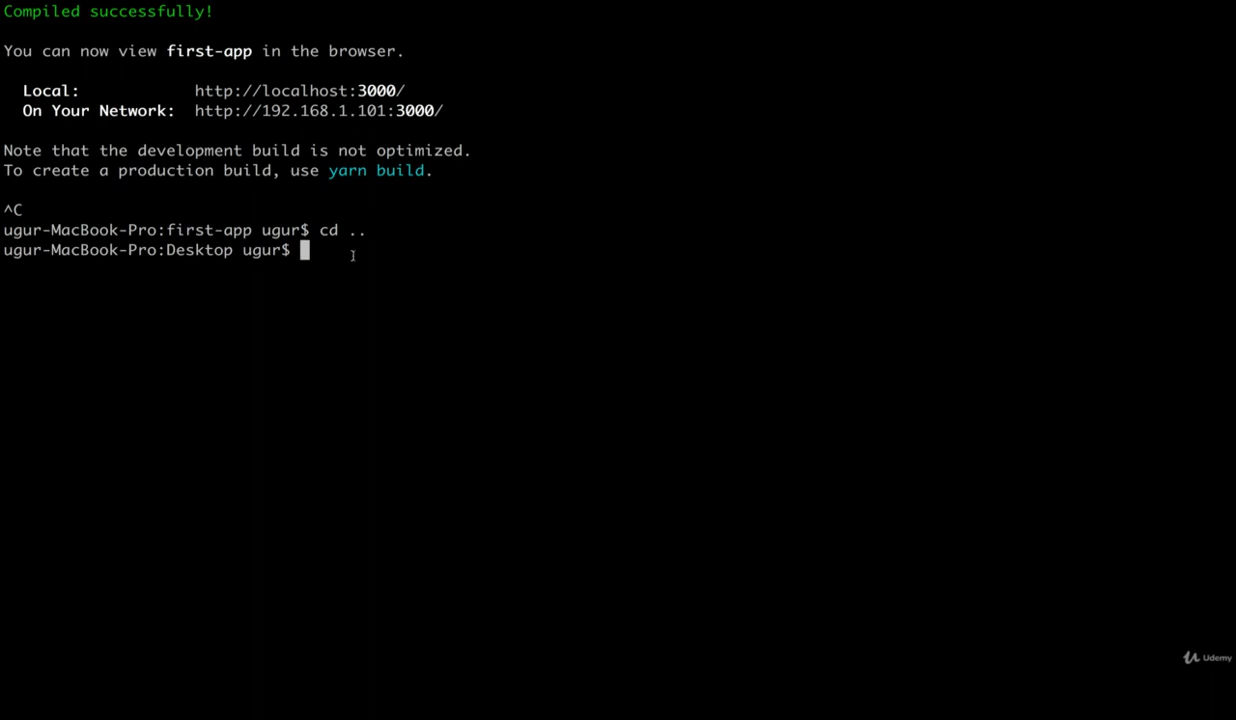 Compiled successfully!
You can now view first-app in the browser.
Local: http://localhost:3000/
On Your Network: http://192.168.1.101:3000/
Note that the development build is not optimized.
To create a production build, use yarn build.
^C
ugur-MacBook-Pro:first-app ugur$ cd ..
ugur-MacBook-Pro:Desktop ugur$
Udemy